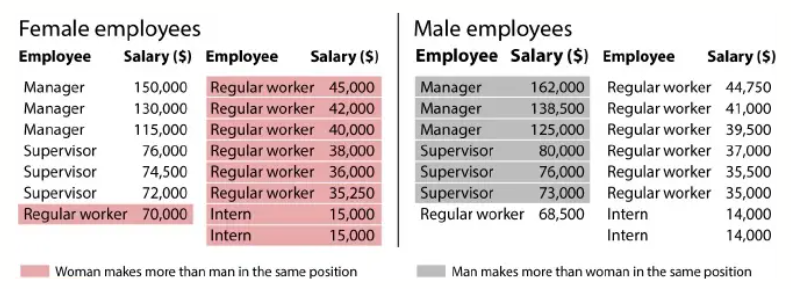 Female employees
Employee Salary ($) Employee Salary ($)
Manager 150,000 Regular worker 45,000
Manager 130,000 Regular worker 42,000
Manager 115,000 Regular worker 40,000
Supervisor 76,000 Regular worker 38,000
Supervisor 74,500 Regular worker 36,000
Supervisor 72,000 Regular worker 35,250
Regular worker 70,000 Intern 15,000
Intern 15,000
Woman makes more than man in the same position
Male employees
Employee Salary ($) Employee Salary ($)
Manager 162,000 Regular worker 44,750
Manager 138,500 Regular worker 41,000
Manager 125,000 Regular worker 39,500
Supervisor 80,000 Regular worker 37,000
Supervisor 76,000 Regular worker 35,500
Supervisor 73,000 Regular worker 35,000
Regular worker 68,500 Intern 14,000
Intern 14,000
Man makes more than woman in the same position